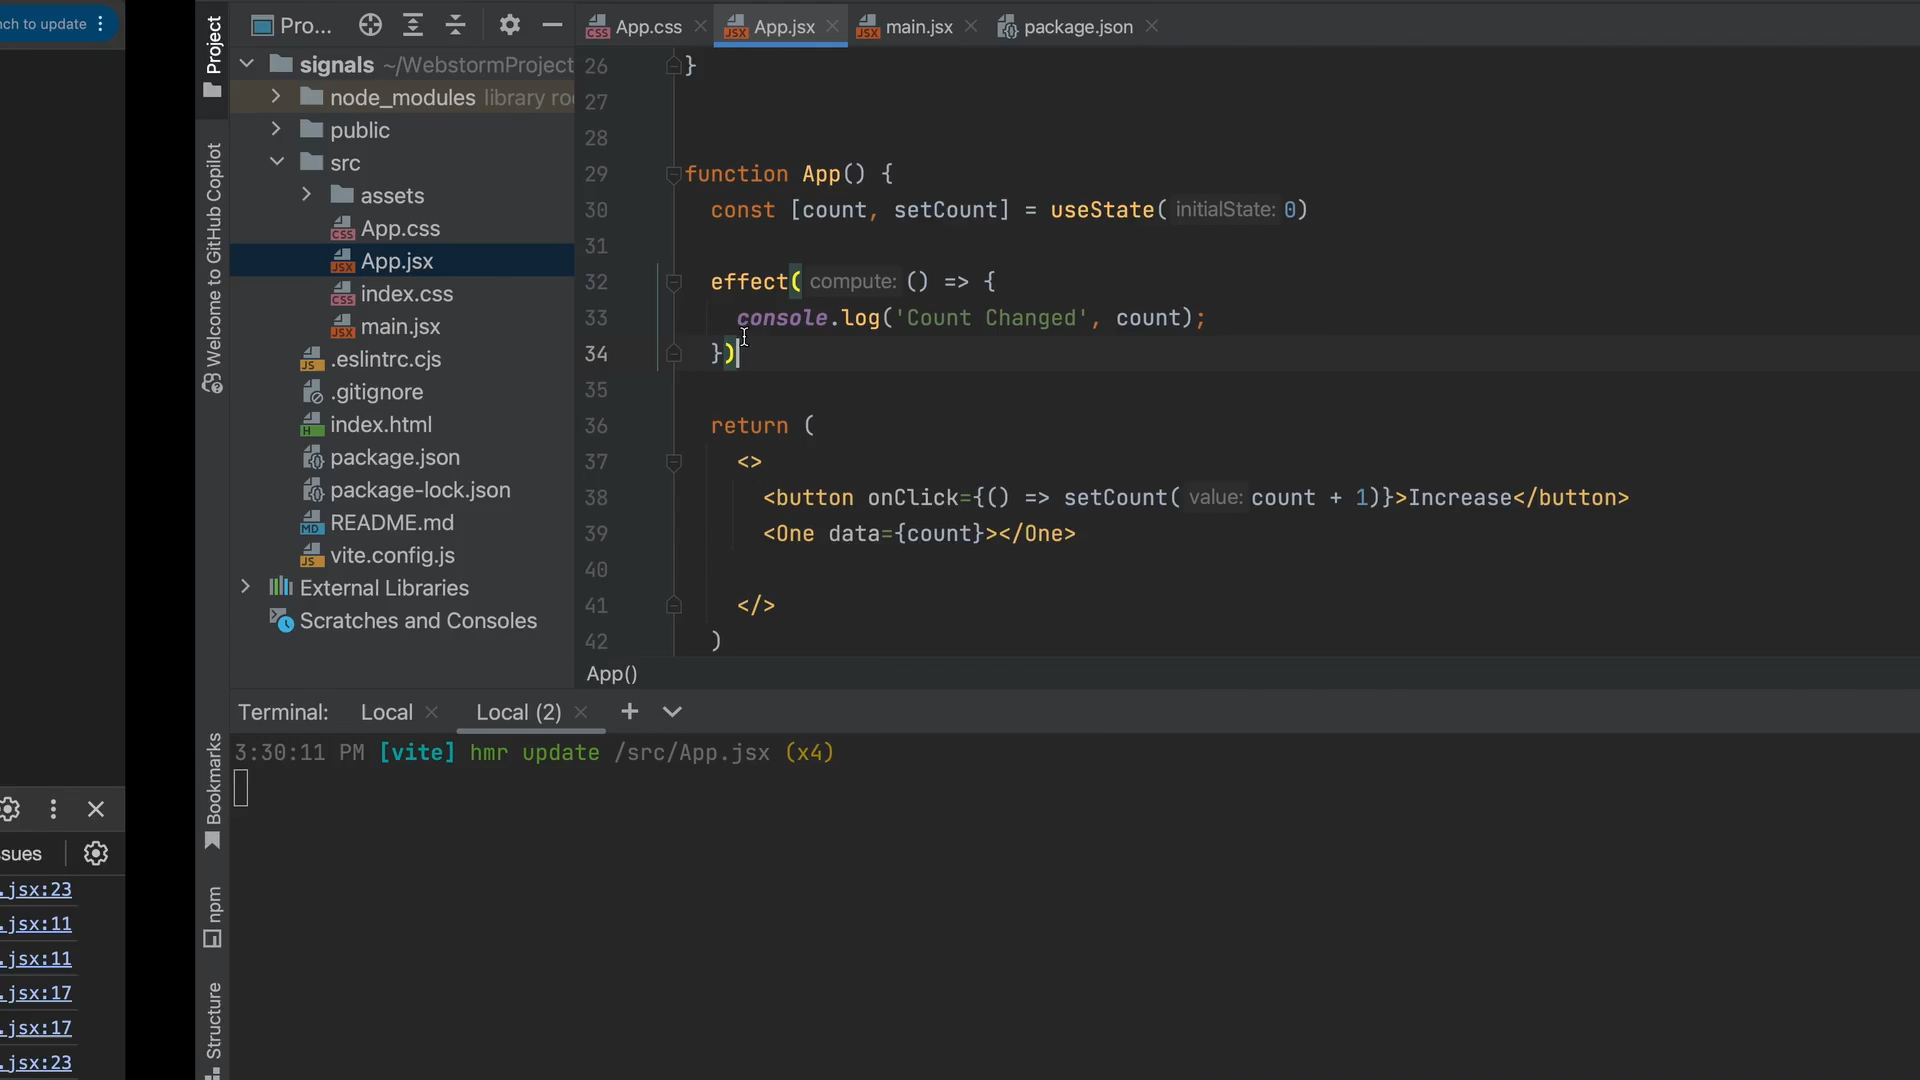 nch to update
Project
Pro...
App.css
App.jsx
main.jsx
package.json
signals ~/WebstormProject
node_modules library roo
public
src
assets
App.css
App.jsx
index.css
main.jsx
.eslintrc.cjs
.gitignore
index.html
package.json
package-lock.json
README.md
vite.config.js
External Libraries
Scratches and Consoles
Welcome to GitHub Copilot
26 }
27
28
29 function App() {
30 const [count, setCount] = useState( initialState: 0)
31
32 effect( compute: () => {
33 console.log('Count Changed', count);
34 })
35
36 return (
37 <>
38 <button onClick={() => setCount( value: count + 1)}>Increase</button>
39 <One data={count}></One>
40
41 </>
42 )
App()
Terminal: Local Local (2)
3:30:11 PM [vite] hmr update /src/App.jsx (x4)
Bookmarks
npm
Structure
ssues
.jsx:23
.jsx:11
.jsx:11
.jsx:17
.jsx:17
.jsx:23